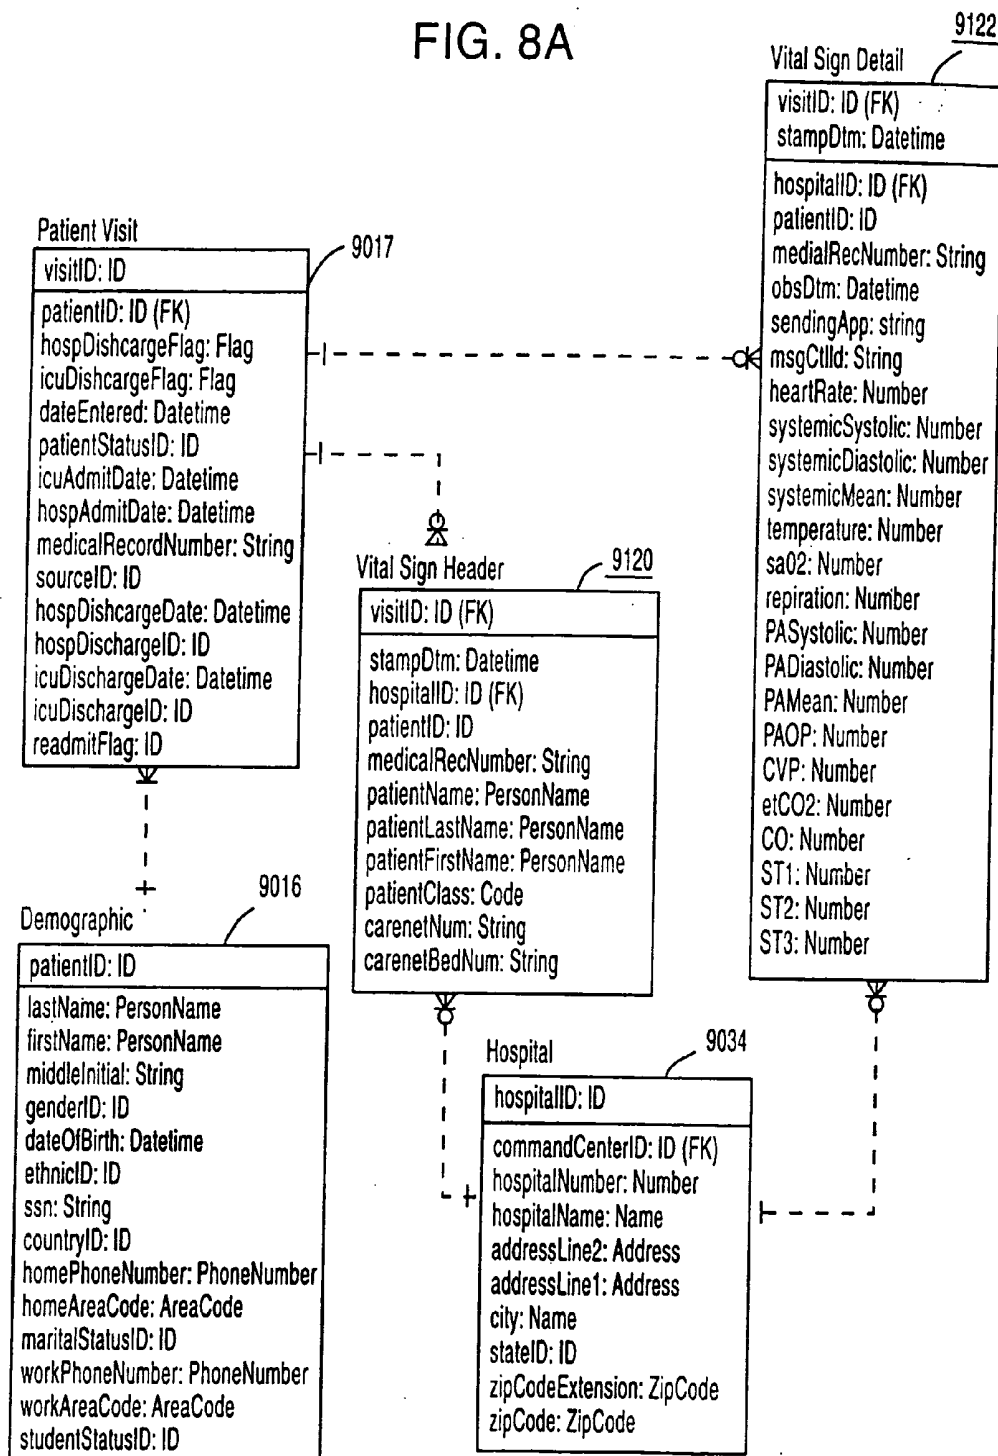 FIG. 8A
9122
Vital Sign Detail
visitID: ID (FK)
stampDtm: Datetime
hospitalID: ID (FK)
patientID: ID
medialRecNumber: String
obsDtm: Datetime
sendingApp: string
msgCtlId: String
heartRate: Number
systemicSystolic: Number
systemicDiastolic: Number
systemicMean: Number
temperature: Number
sa02: Number
repiration: Number
PASystolic: Number
PADiastolic: Number
PAMean: Number
PAOP: Number
CVP: Number
etCO2: Number
CO: Number
ST1: Number
ST2: Number
ST3: Number
Patient Visit
9017
visitID: ID
patientID: ID (FK)
hospDishcargeFlag: Flag
icuDishcargeFlag: Flag
dateEntered: Datetime
patientStatusID: ID
icuAdmitDate: Datetime
hospAdmitDate: Datetime
medicalRecordNumber: String
sourceID: ID
hospDishcargeDate: Datetime
hospDischargeID: ID
icuDischargeDate: Datetime
icuDischargeID: ID
readmitFlag: ID
Vital Sign Header
9120
visitID: ID (FK)
stampDtm: Datetime
hospitalID: ID (FK)
patientID: ID
medicalRecNumber: String
patientName: PersonName
patientLastName: PersonName
patientFirstName: PersonName
patientClass: Code
carenetNum: String
carenetBedNum: String
Demographic
9016
patientID: ID
lastName: PersonName
firstName: PersonName
middleInitial: String
genderID: ID
dateOfBirth: Datetime
ethnicID: ID
ssn: String
countryID: ID
homePhoneNumber: PhoneNumber
homeAreaCode: AreaCode
maritalStatusID: ID
workPhoneNumber: PhoneNumber
workAreaCode: AreaCode
studentStatusID: ID
Hospital
9034
hospitalID: ID
commandCenterID: ID (FK)
hospitalNumber: Number
hospitalName: Name
addressLine2: Address
addressLine1: Address
city: Name
stateID: ID
zipCodeExtension: ZipCode
zipCode: ZipCode